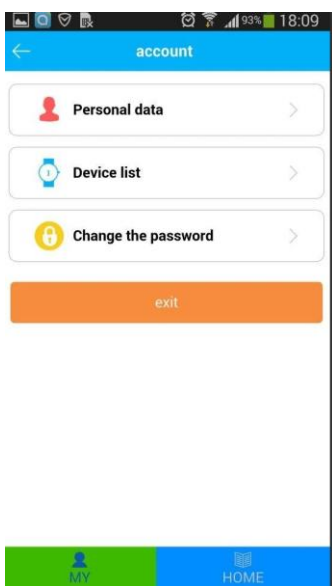 93% 18:09
account
Personal data
Device list
Change the password
exit
MY
HOME